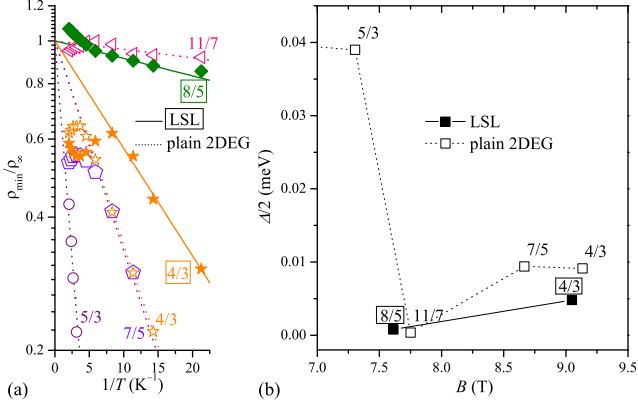 (a)
ρmin/ρ∞
1
0.8
0.6
0.4
0.2
11/7
8/5
LSL
plain 2DEG
4/3
5/3
7/5
4/3
0 5 10 15 20
1/T (K⁻¹)
(b)
Δ/2 (meV)
0.04
0.03
0.02
0.01
0.00
5/3
LSL
plain 2DEG
7/5
4/3
4/3
8/5
11/7
7.0 7.5 8.0 8.5 9.0 9.5
B (T)